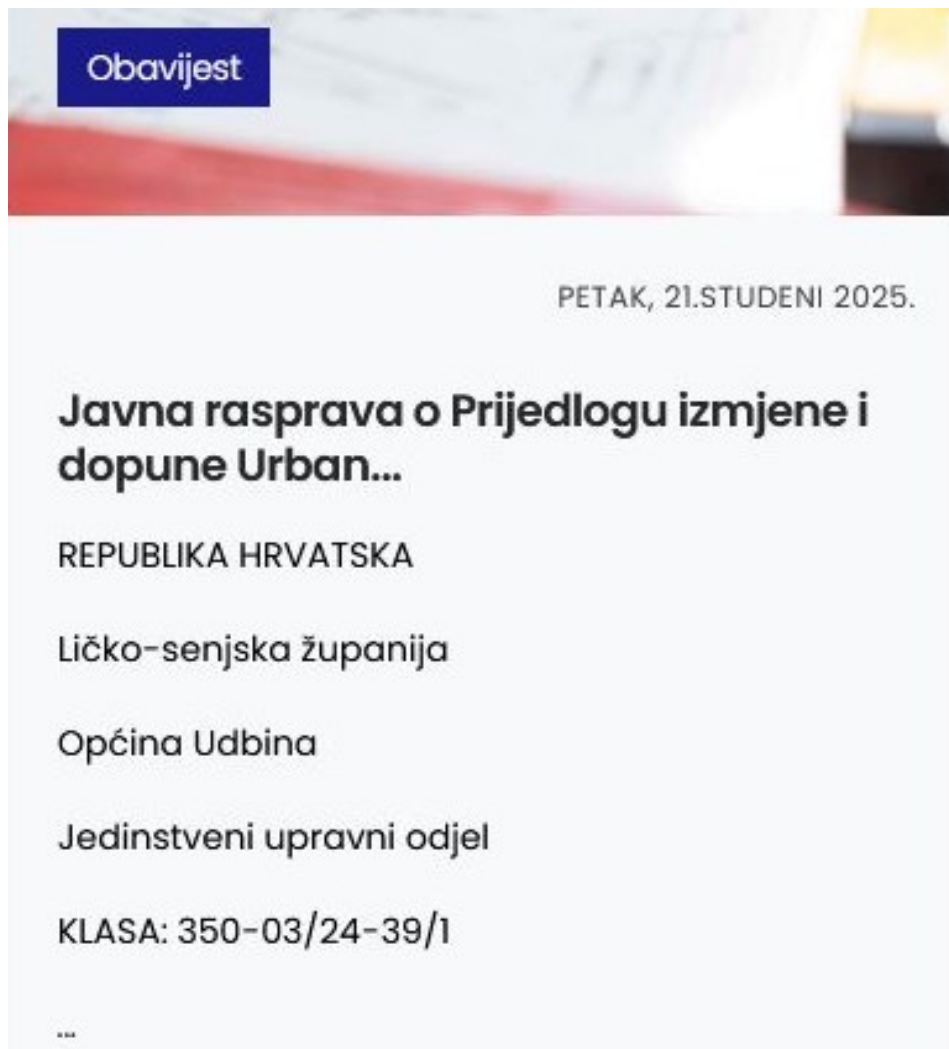 Obavijest
PETAK, 21.STUDENI 2025.
Javna rasprava o Prijedlogu izmjene i
dopune Urban...
REPUBLIKA HRVATSKA
Ličko-senjska županija
Općina Udbina
Jedinstveni upravni odjel
KLASA: 350-03/24-39/1
...